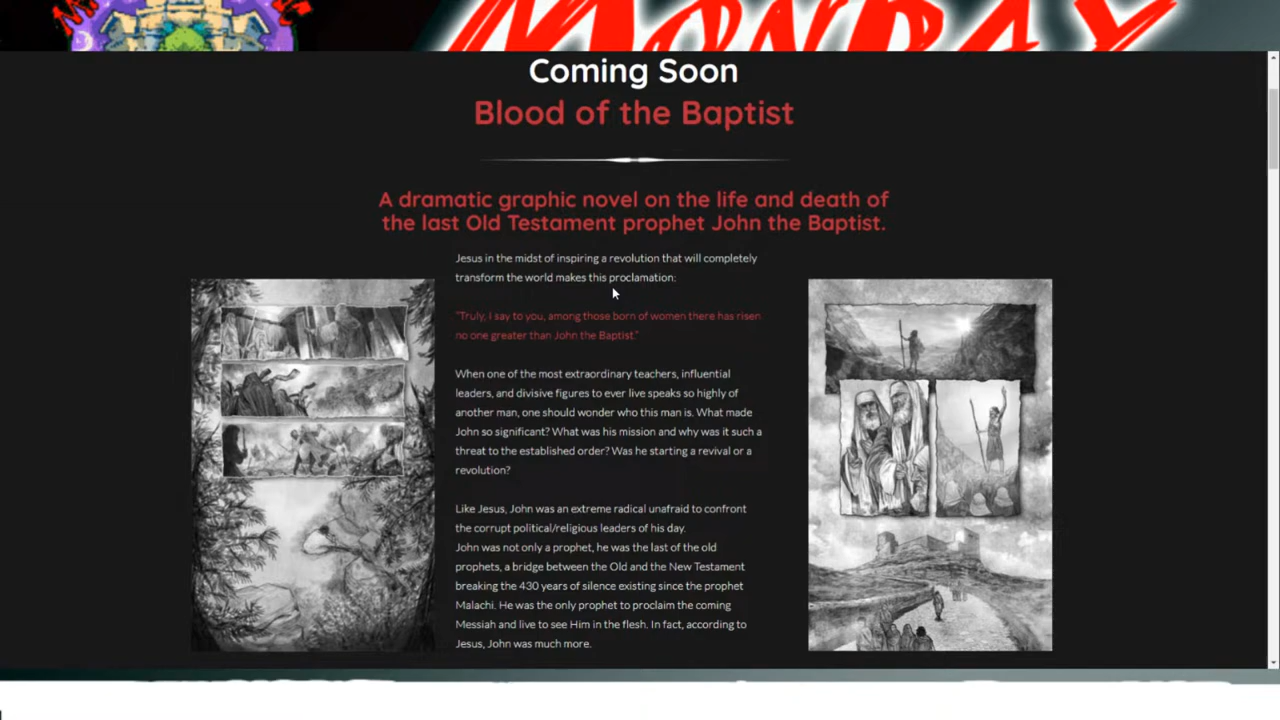 MONDAY
Coming Soon
Blood of the Baptist
A dramatic graphic novel on the life and death of
the last Old Testament prophet John the Baptist.
Jesus in the midst of inspiring a revolution that will completely
transform the world makes this proclamation:
"Truly, I say to you, among those born of women there has risen
no one greater than John the Baptist."
When one of the most extraordinary teachers, influential
leaders, and divisive figures to ever live speaks so highly of
another man, one should wonder who this man is. What made
John so significant? What was his mission and why was it such a
threat to the established order? Was he starting a revival or a
revolution?
Like Jesus, John was an extreme radical unafraid to confront
the corrupt political/religious leaders of his day.
John was not only a prophet, he was the last of the old
prophets, a bridge between the Old and the New Testament
breaking the 430 years of silence existing since the prophet
Malachi. He was the only prophet to proclaim the coming
Messiah and live to see Him in the flesh. In fact, according to
Jesus, John was much more.